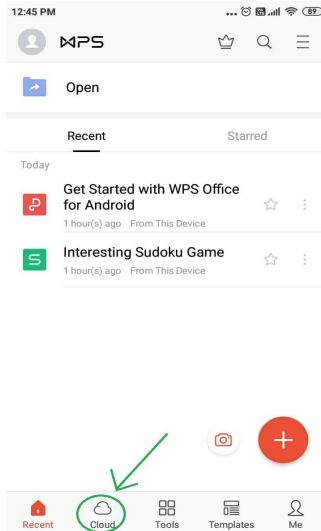 12:45 PM
89
WPS
Open
Recent Starred
Today
Get Started with WPS Office
for Android
1 hour(s) ago From This Device
Interesting Sudoku Game
1 hour(s) ago From This Device
Recent Cloud Tools Templates Me